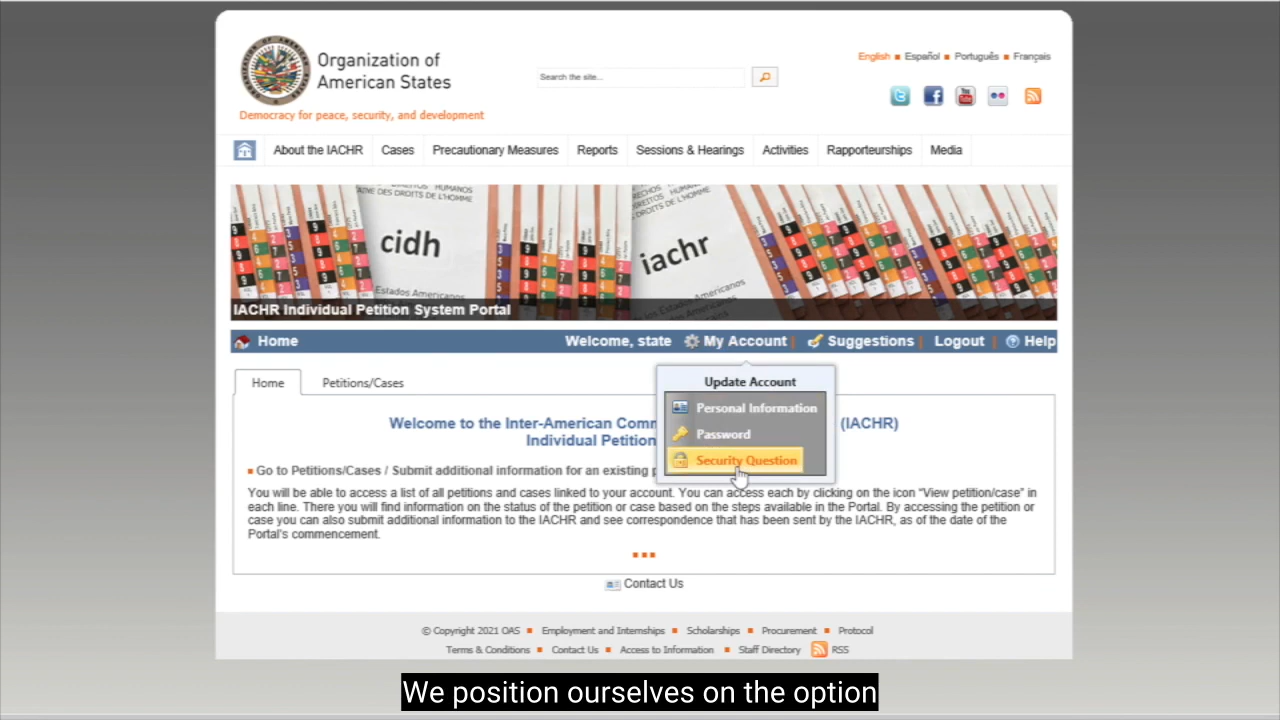 Organization of
American States
Democracy for peace, security, and development
Search the site...
English ▪ Español ▪ Português ▪ Français
About the IACHR
Cases
Precautionary Measures
Reports
Sessions & Hearings
Activities
Rapporteurships
Media
HUMANOS
DES DROITS DE L'HOMME
cidh
Estados Americanos
iachr
IACHR Individual Petition System Portal
Home
Welcome, state
My Account |
Suggestions |
Logout |
Help
Home
Petitions/Cases
Update Account
Personal Information
Password
Security Question
Welcome to the Inter-American Comm
(IACHR)
Individual Petition
▪ Go to Petitions/Cases / Submit additional information for an existing p
You will be able to access a list of all petitions and cases linked to your account. You can access each by clicking on the icon “View petition/case” in
each line. There you will find information on the status of the petition or case based on the steps available in the Portal. By accessing the petition or
case you can also submit additional information to the IACHR and see correspondence that has been sent by the IACHR, as of the date of the
Portal's commencement.
Contact Us
© Copyright 2021 OAS ▪ Employment and Internships ▪ Scholarships ▪ Procurement ▪ Protocol
Terms & Conditions ▪ Contact Us ▪ Access to Information ▪ Staff Directory RSS
We position ourselves on the option